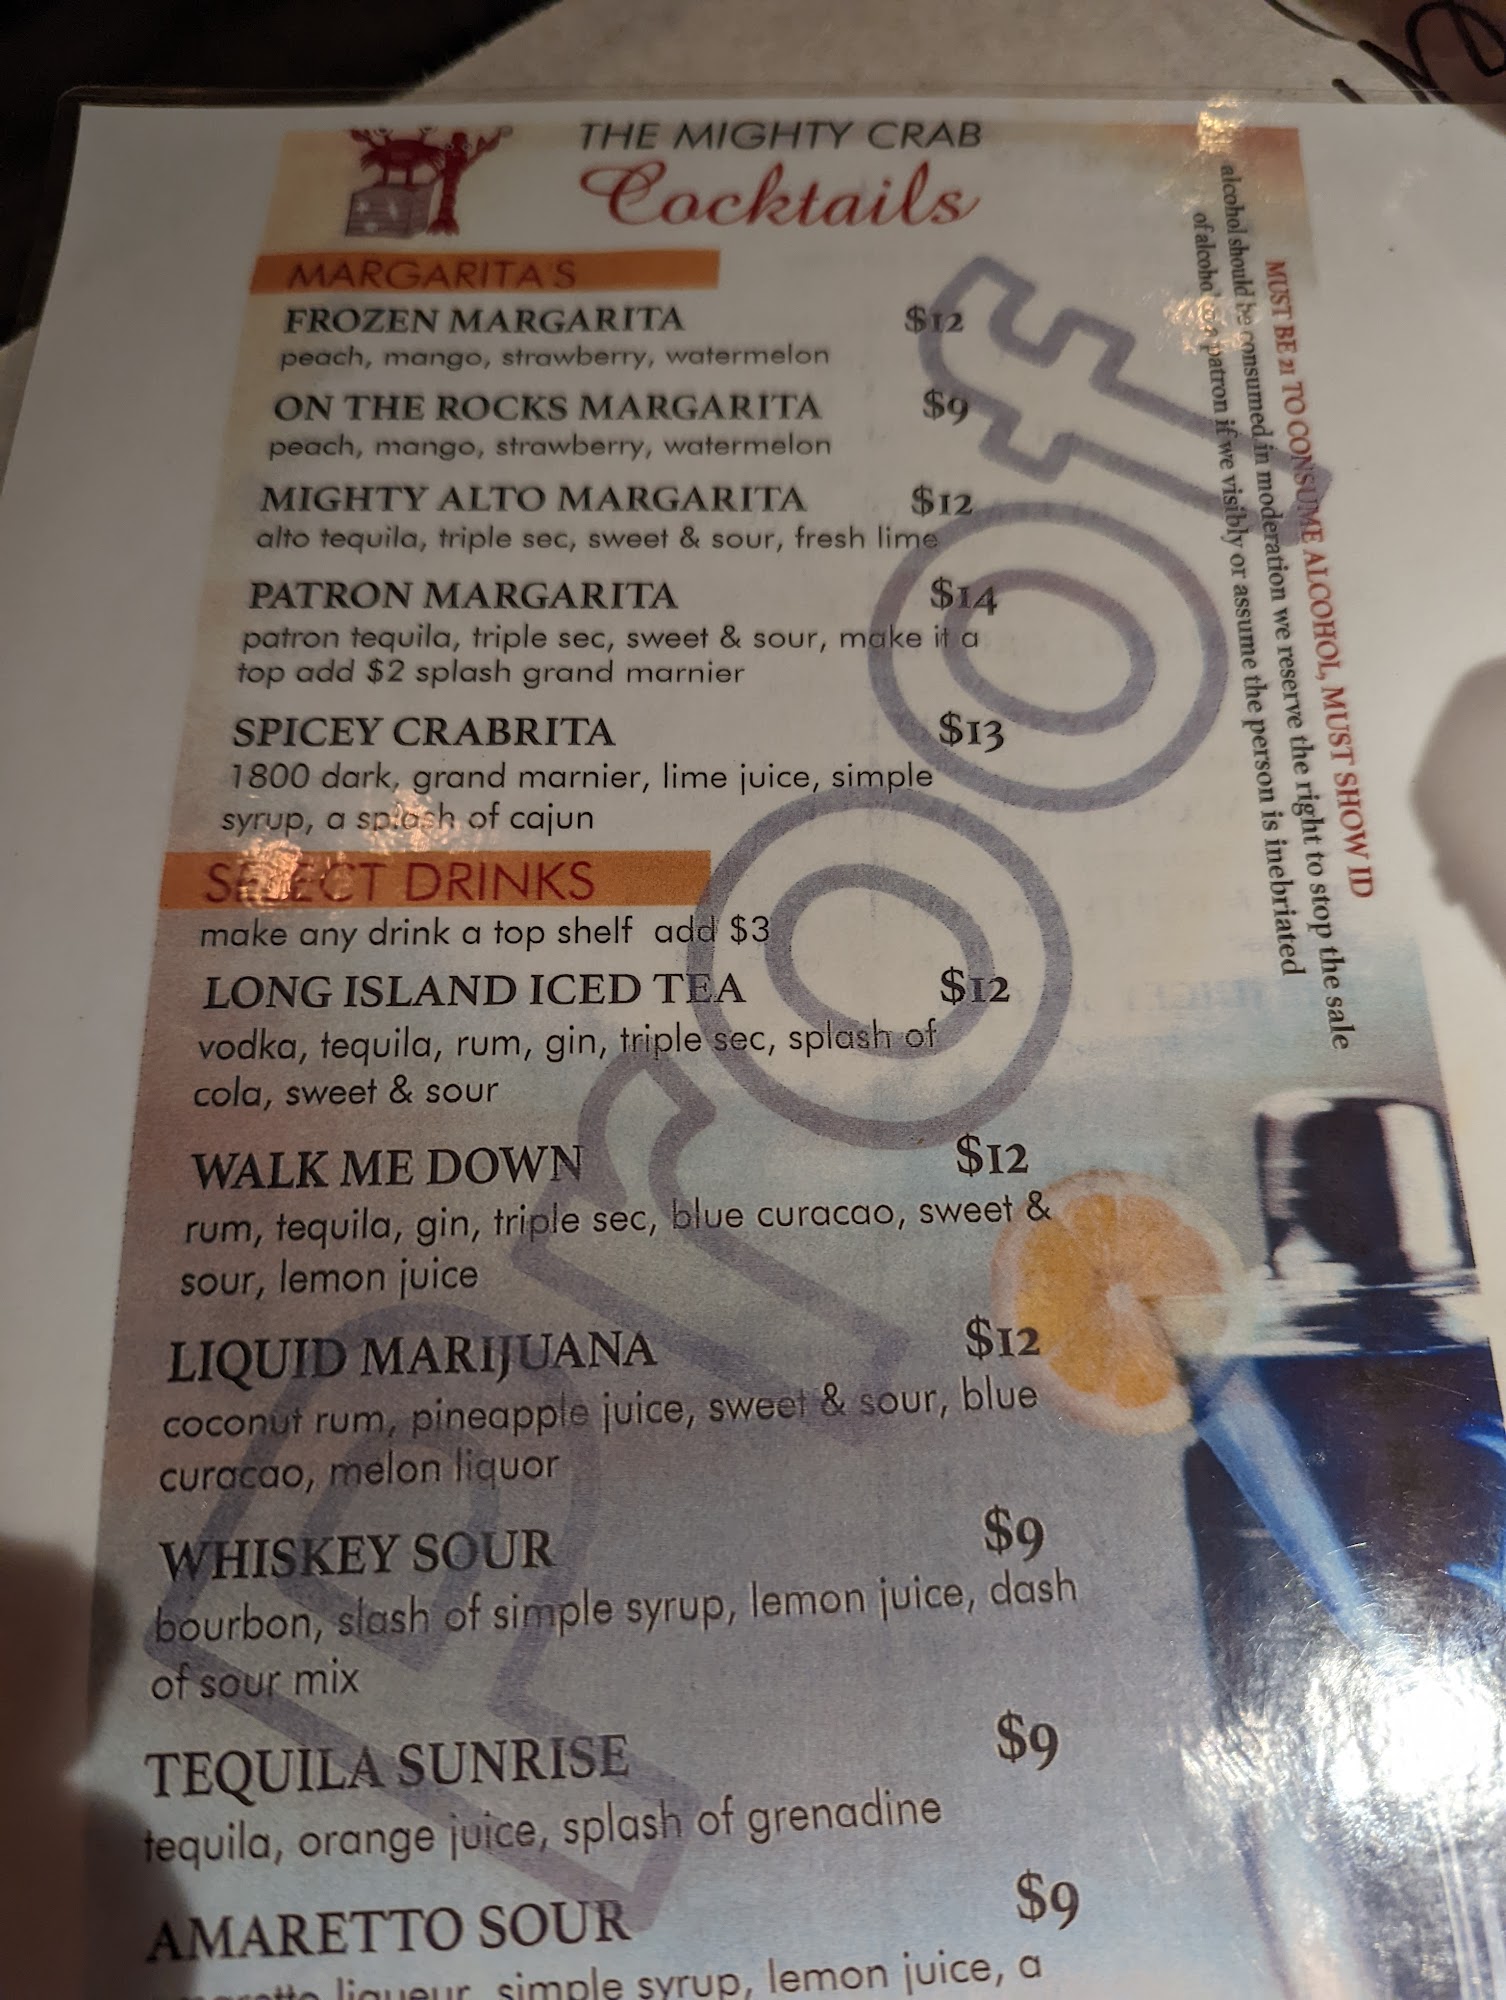 THE MIGHTY CRAB
Cocktails
MARGARITA'S
FROZEN MARGARITA $12
peach, mango, strawberry, watermelon
ON THE ROCKS MARGARITA $9
peach, mango, strawberry, watermelon
MIGHTY ALTO MARGARITA $12
alto tequila, triple sec, sweet & sour, fresh lime
PATRON MARGARITA $14
patron tequila, triple sec, sweet & sour, make it a
top add $2 splash grand marnier
SPICEY CRABRITA $13
1800 dark, grand marnier, lime juice, simple
syrup, a splash of cajun
SELECT DRINKS
make any drink a top shelf add $3
LONG ISLAND ICED TEA $12
vodka, tequila, rum, gin, triple sec, splash of
cola, sweet & sour
WALK ME DOWN $12
rum, tequila, gin, triple sec, blue curacao, sweet &
sour, lemon juice
LIQUID MARIJUANA $12
coconut rum, pineapple juice, sweet & sour, blue
curacao, melon liquor
WHISKEY SOUR $9
bourbon, slash of simple syrup, lemon juice, dash
of sour mix
TEQUILA SUNRISE $9
tequila, orange juice, splash of grenadine
AMARETTO SOUR $9
liqueur, simple syrup, lemon juice, a
MUST BE 21 TO CONSUME ALCOHOL, MUST SHOW ID
alcohol should be consumed in moderation we reserve the right to stop the sale
of alcohol patron if we visibly or assume the person is inebriated
Proof